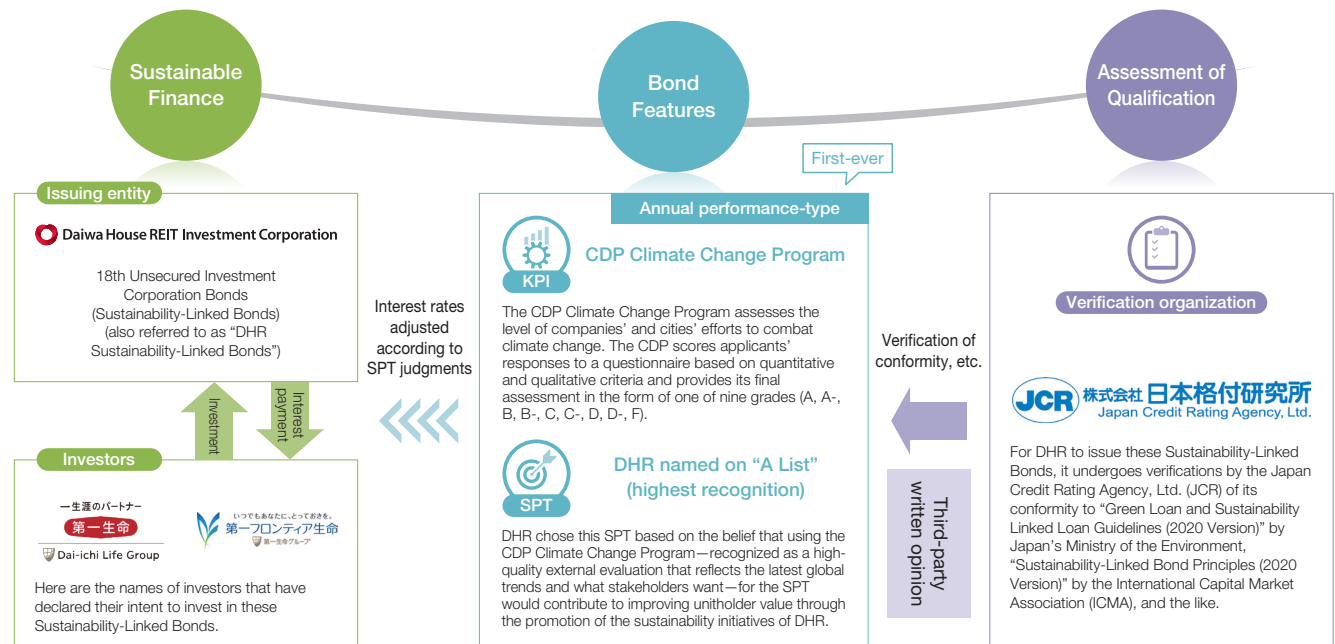 Sustainable
Finance
Bond
Features
Assessment of
Qualification
Issuing entity
Daiwa House REIT Investment Corporation
18th Unsecured Investment
Corporation Bonds
(Sustainability-Linked Bonds)
(also referred to as “DHR
Sustainability-Linked Bonds”)
Investment
Interest
payment
Investors
一生涯のパートナー
第一生命
Dai-ichi Life Group
いつでもあなたに、とっておきを。
第一フロンティア生命
第一生命グループ
Here are the names of investors that have
declared their intent to invest in these
Sustainability-Linked Bonds.
Interest rates
adjusted
according to
SPT judgments
First-ever
Annual performance-type
KPI
CDP Climate Change Program
The CDP Climate Change Program assesses the
level of companies’ and cities’ efforts to combat
climate change. The CDP scores applicants’
responses to a questionnaire based on quantitative
and qualitative criteria and provides its final
assessment in the form of one of nine grades (A, A-,
B, B-, C, C-, D, D-, F).
SPT
DHR named on “A List”
(highest recognition)
DHR chose this SPT based on the belief that using the
CDP Climate Change Program—recognized as a high-
quality external evaluation that reflects the latest global
trends and what stakeholders want—for the SPT
would contribute to improving unitholder value through
the promotion of the sustainability initiatives of DHR.
Verification of
conformity, etc.
Third-party
written opinion
Verification organization
JCR 株式会社 日本格付研究所
Japan Credit Rating Agency, Ltd.
For DHR to issue these Sustainability-Linked
Bonds, it undergoes verifications by the Japan
Credit Rating Agency, Ltd. (JCR) of its
conformity to “Green Loan and Sustainability
Linked Loan Guidelines (2020 Version)” by
Japan’s Ministry of the Environment,
“Sustainability-Linked Bond Principles (2020
Version)” by the International Capital Market
Association (ICMA), and the like.